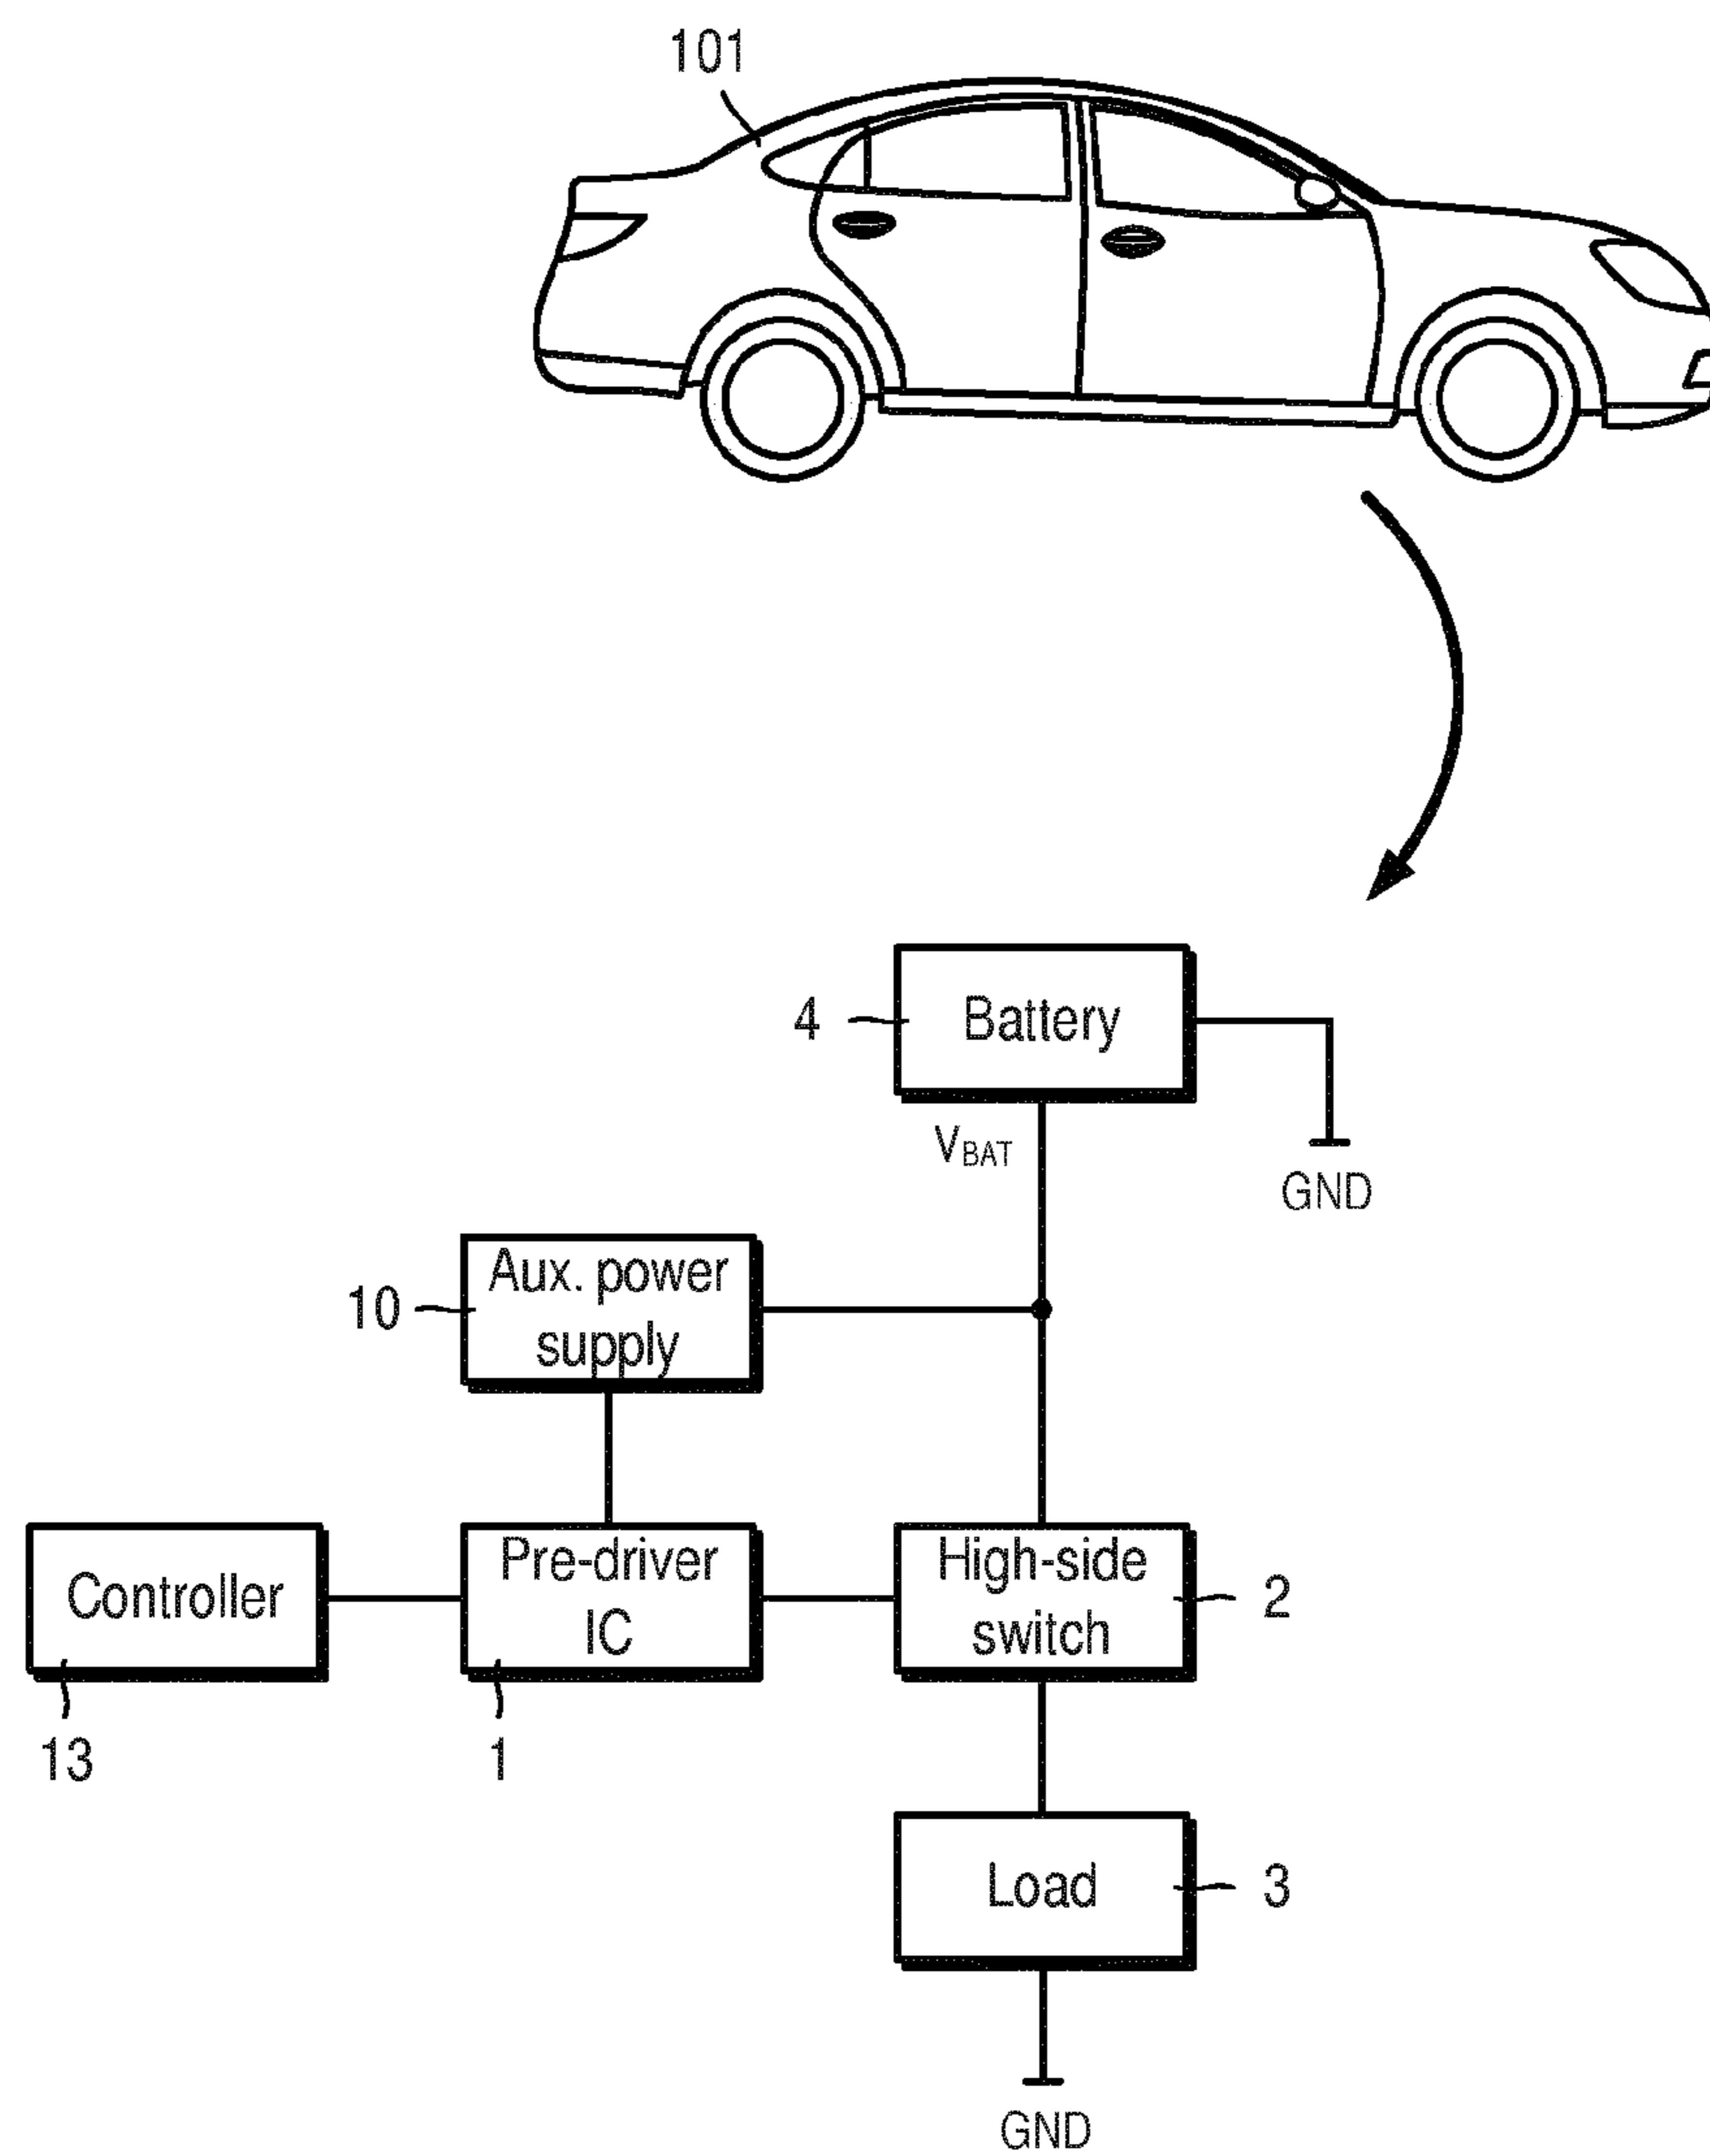 101
4
Battery
VBAT
GND
Aux. power
supply
10
Controller
13
Pre-driver
IC
1
High-side
switch
2
Load
3
GND